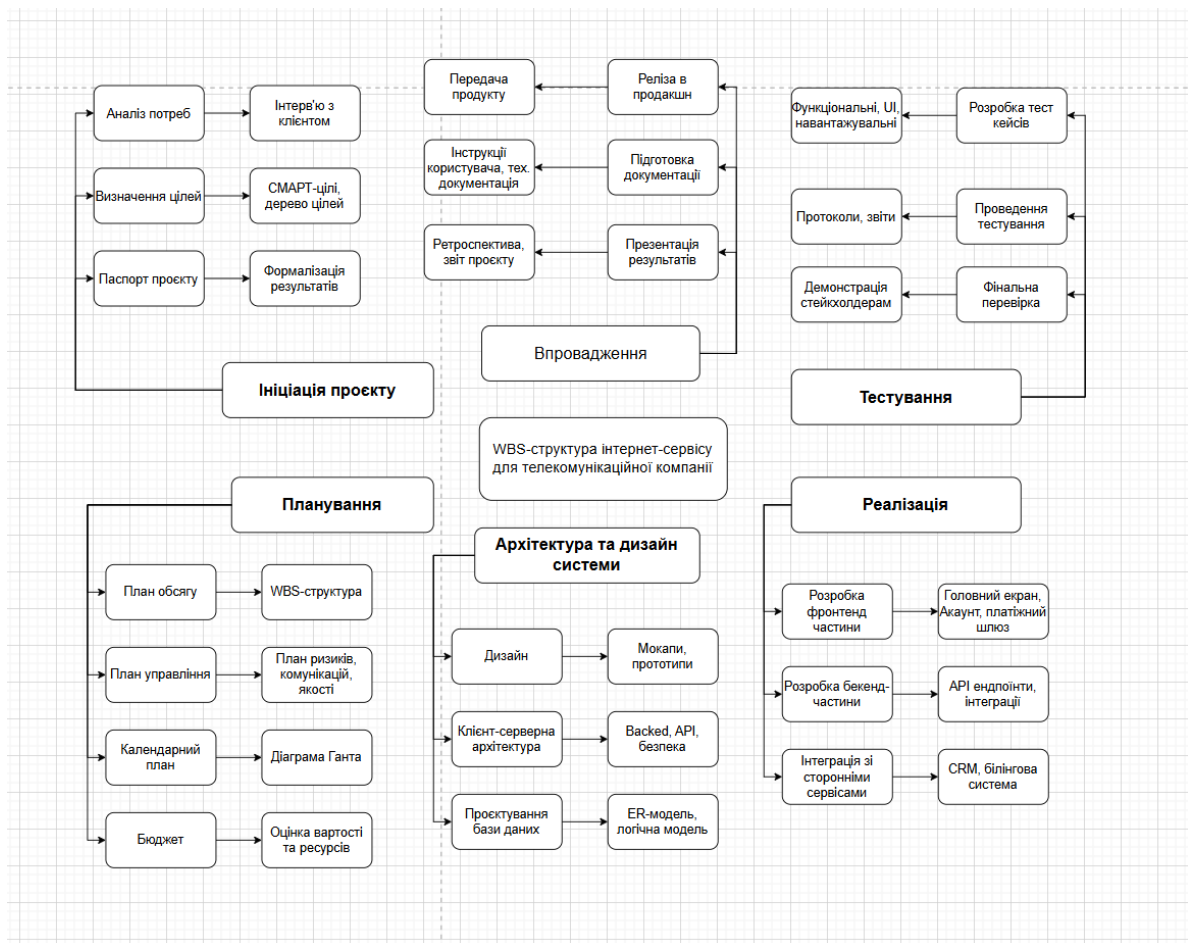 Аналіз потреб
Інтерв'ю з
клієнтом
Визначення цілей
СМАРТ-цілі,
дерево цілей
Паспорт проєкту
Формалізація
результатів
Ініціація проєкту
Передача
продукту
Реліза в
продакшн
Інструкції
користувача, тех.
документація
Підготовка
документації
Ретроспектива,
звіт проєкту
Презентація
результатів
Впровадження
Функціональні, UI,
навантажувальні
Розробка тест
кейсів
Протоколи, звіти
Проведення
тестування
Демонстрація
стейкхолдерам
Фінальна
перевірка
Тестування
WBS-структура інтернет-сервісу
для телекомунікаційної компанії
Планування
План обсягу
WBS-структура
План управління
План ризиків,
комунікацій,
якості
Календарний
план
Діаграма Ганта
Бюджет
Оцінка вартості
та ресурсів
Архітектура та дизайн
системи
Дизайн
Мокапи,
прототипи
Клієнт-серверна
архітектура
Backed, API,
безпека
Проєктування
бази даних
ER-модель,
логічна модель
Реалізація
Розробка
фронтенд
частини
Головний екран,
Акаунт, платіжний
шлюз
Розробка бекенд-
частини
API ендпоїнти,
інтеграції
Інтеграція зі
сторонніми
сервісами
CRM, білінгова
система